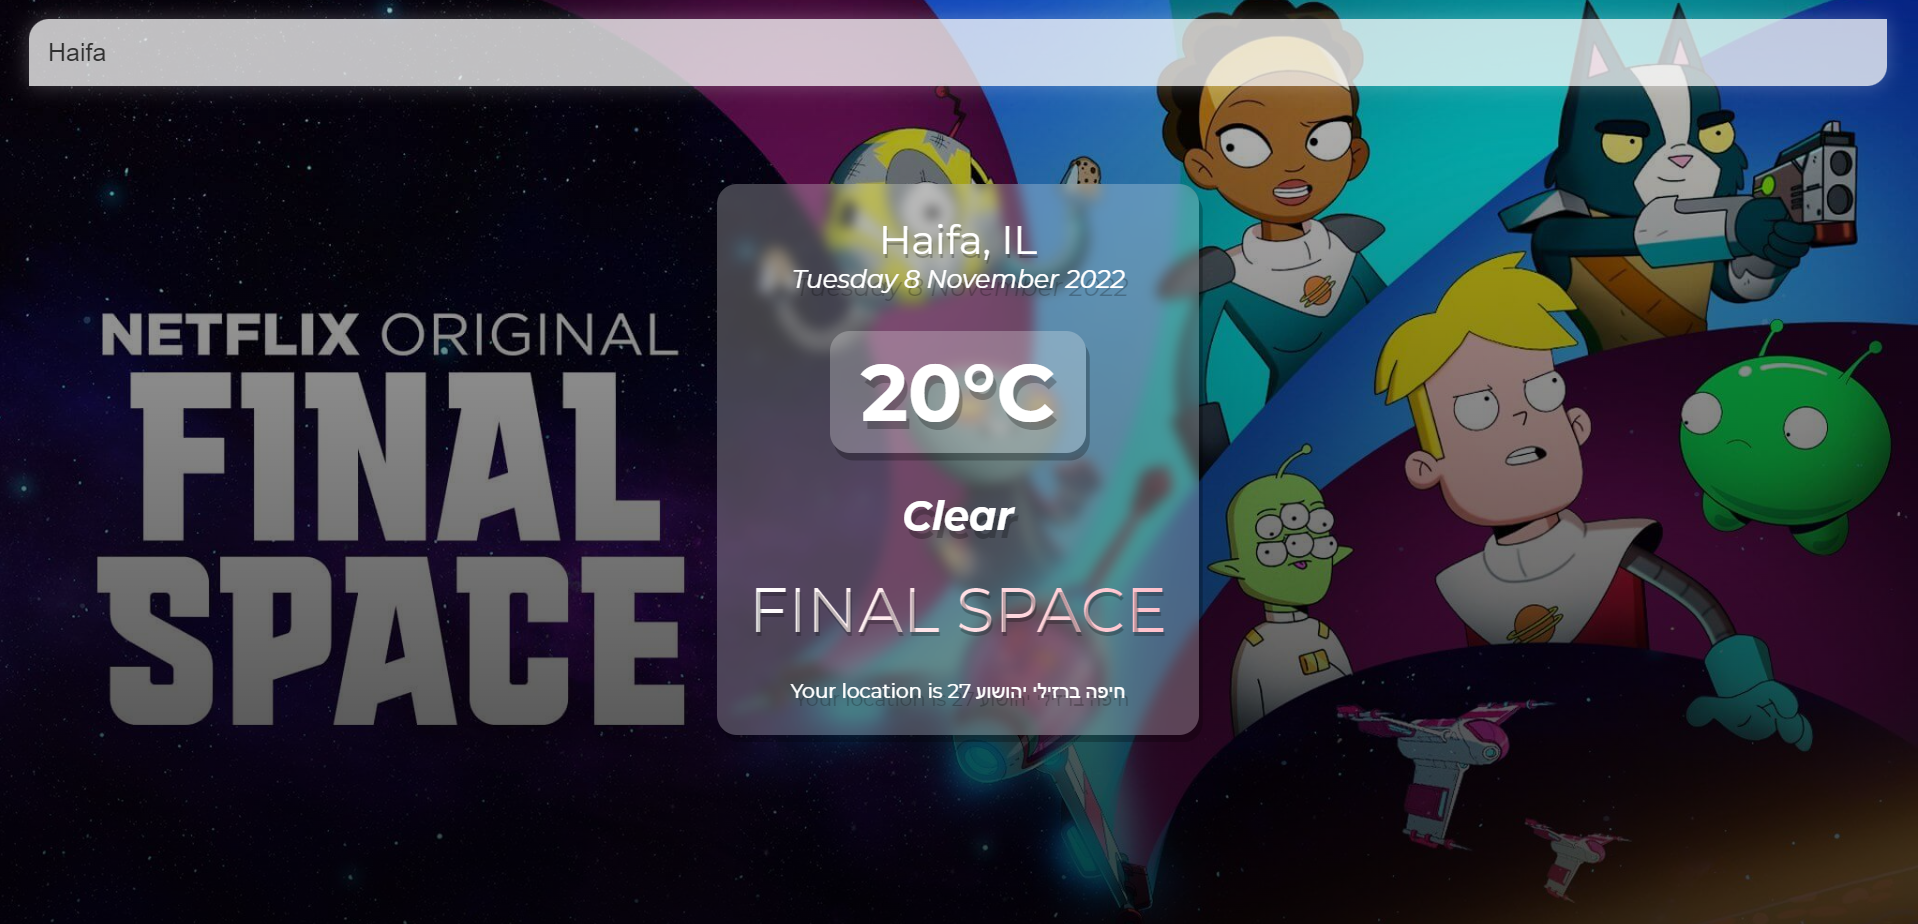 Haifa
NETFLIX ORIGINAL
FINAL
SPACE
Haifa, IL
Tuesday 8 November 2022
20°C
Clear
FINAL SPACE
Your location is 27 חיפה ברזילי יהושוע